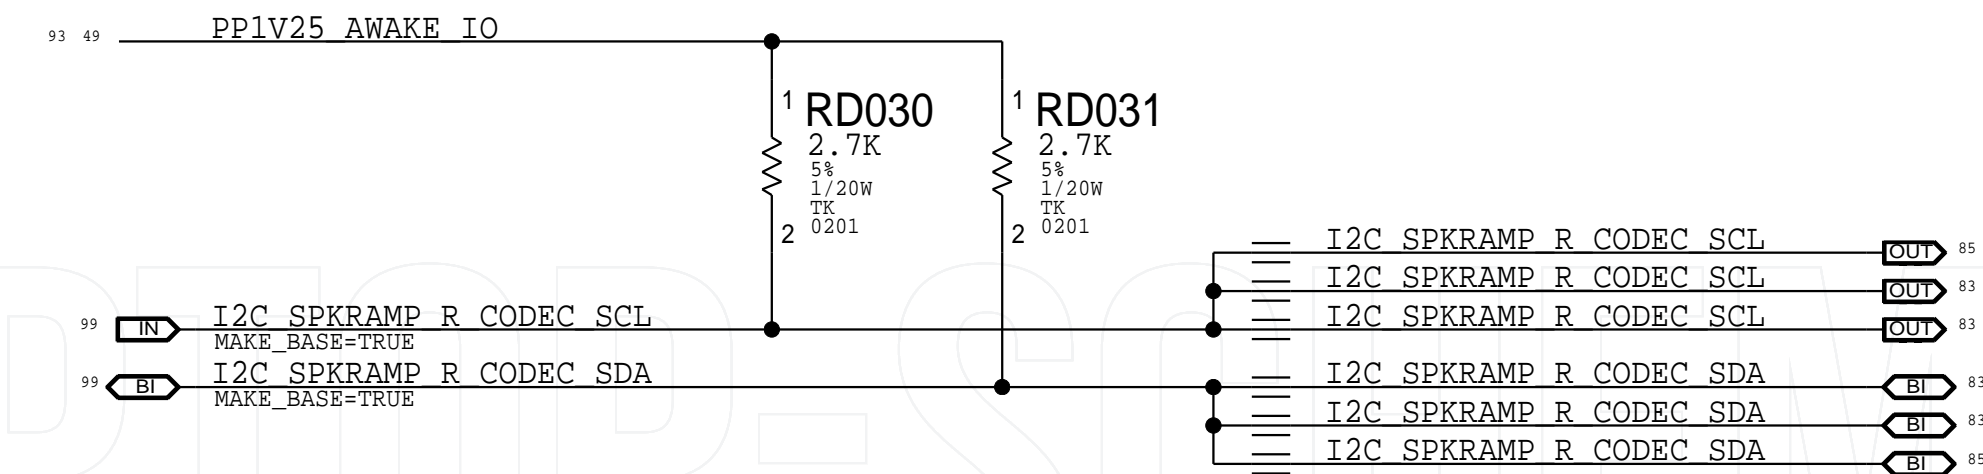 93 49 PP1V25_AWAKE_IO
1 RD030
2.7K
5%
1/20W
TK
0201
2
1 RD031
2.7K
5%
1/20W
TK
0201
2
99 IN I2C_SPKRAMP_R_CODEC_SCL
MAKE_BASE=TRUE
99 BI I2C_SPKRAMP_R_CODEC_SDA
MAKE_BASE=TRUE
I2C_SPKRAMP_R_CODEC_SCL OUT 85
I2C_SPKRAMP_R_CODEC_SCL OUT 83
I2C_SPKRAMP_R_CODEC_SCL OUT 83
I2C_SPKRAMP_R_CODEC_SDA BI 83
I2C_SPKRAMP_R_CODEC_SDA BI 83
I2C_SPKRAMP_R_CODEC_SDA BI 85